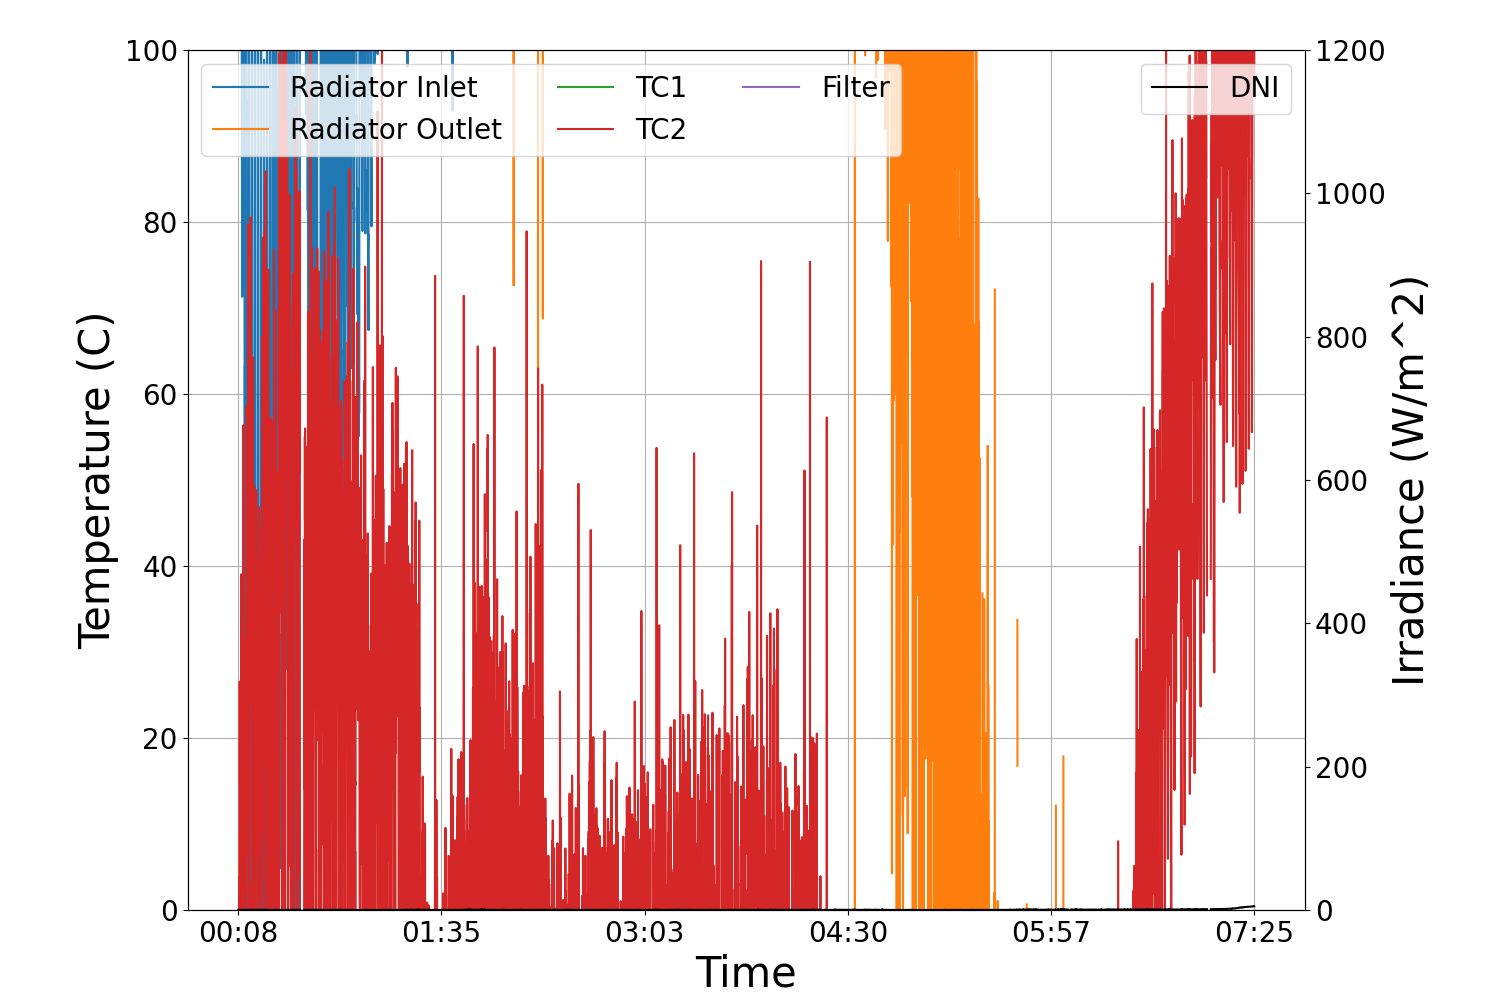 100
80
60
40
20
0
Temperature (C)
Radiator Inlet
Radiator Outlet
TC1
TC2
Filter
DNI
1200
1000
800
600
400
200
0
Irradiance (W/m^2)
00:08 01:35 03:03 04:30 05:57 07:25
Time